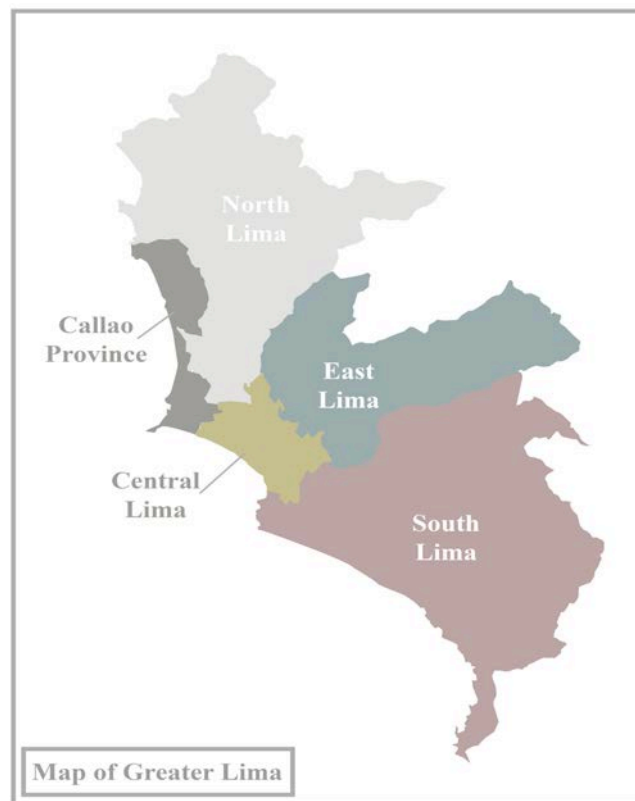 North
Lima
Callao
Province
East
Lima
Central
Lima
South
Lima
Map of Greater Lima